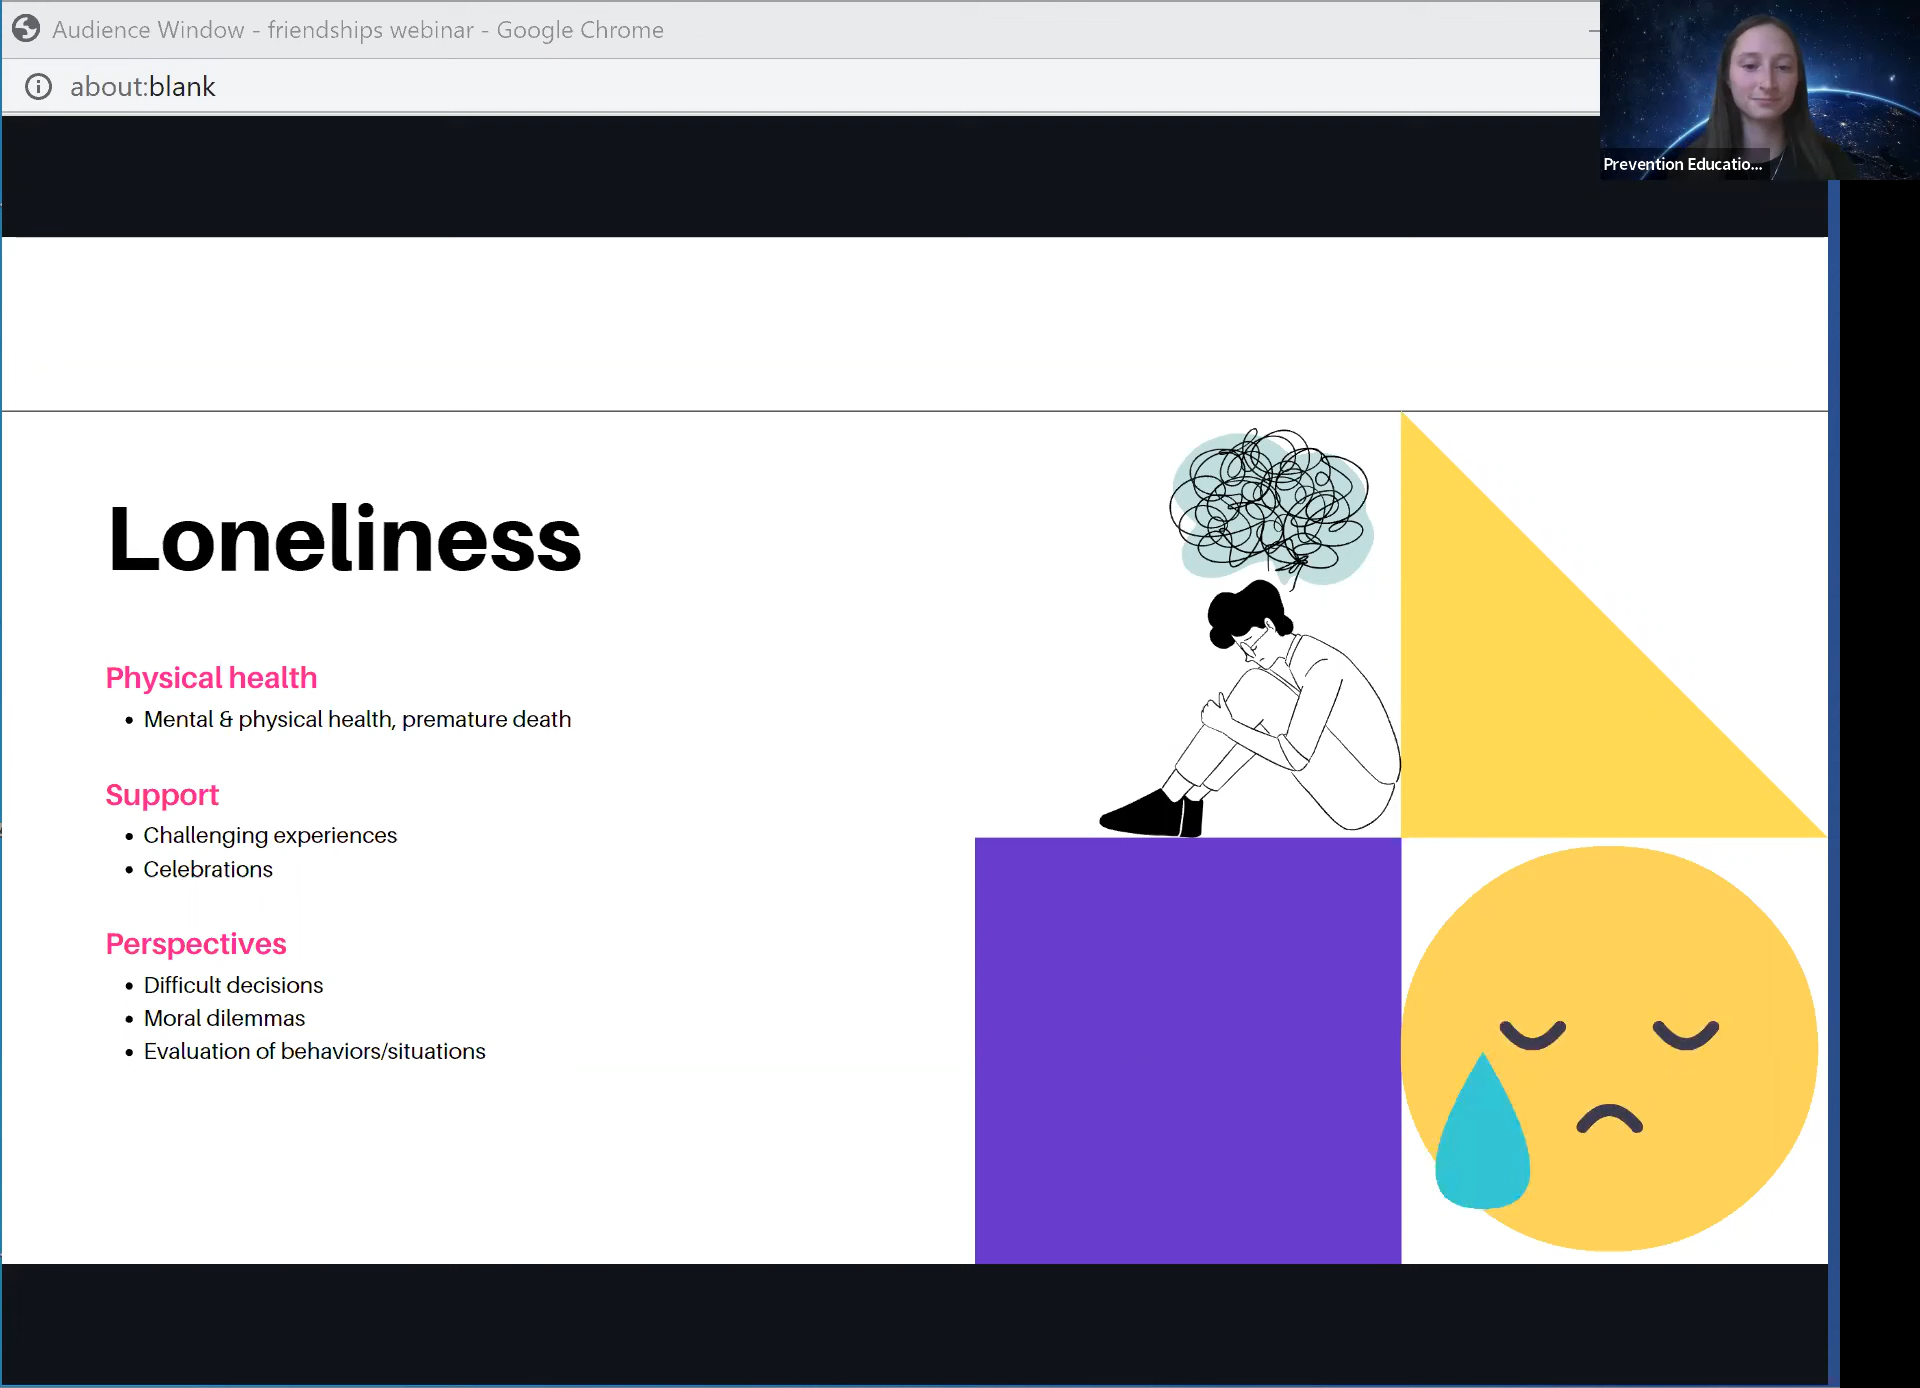 Audience Window - friendships webinar - Google Chrome
about:blank
Prevention Educatio...
Loneliness
Physical health
• Mental & physical health, premature death
Support
• Challenging experiences
• Celebrations
Perspectives
• Difficult decisions
• Moral dilemmas
• Evaluation of behaviors/situations